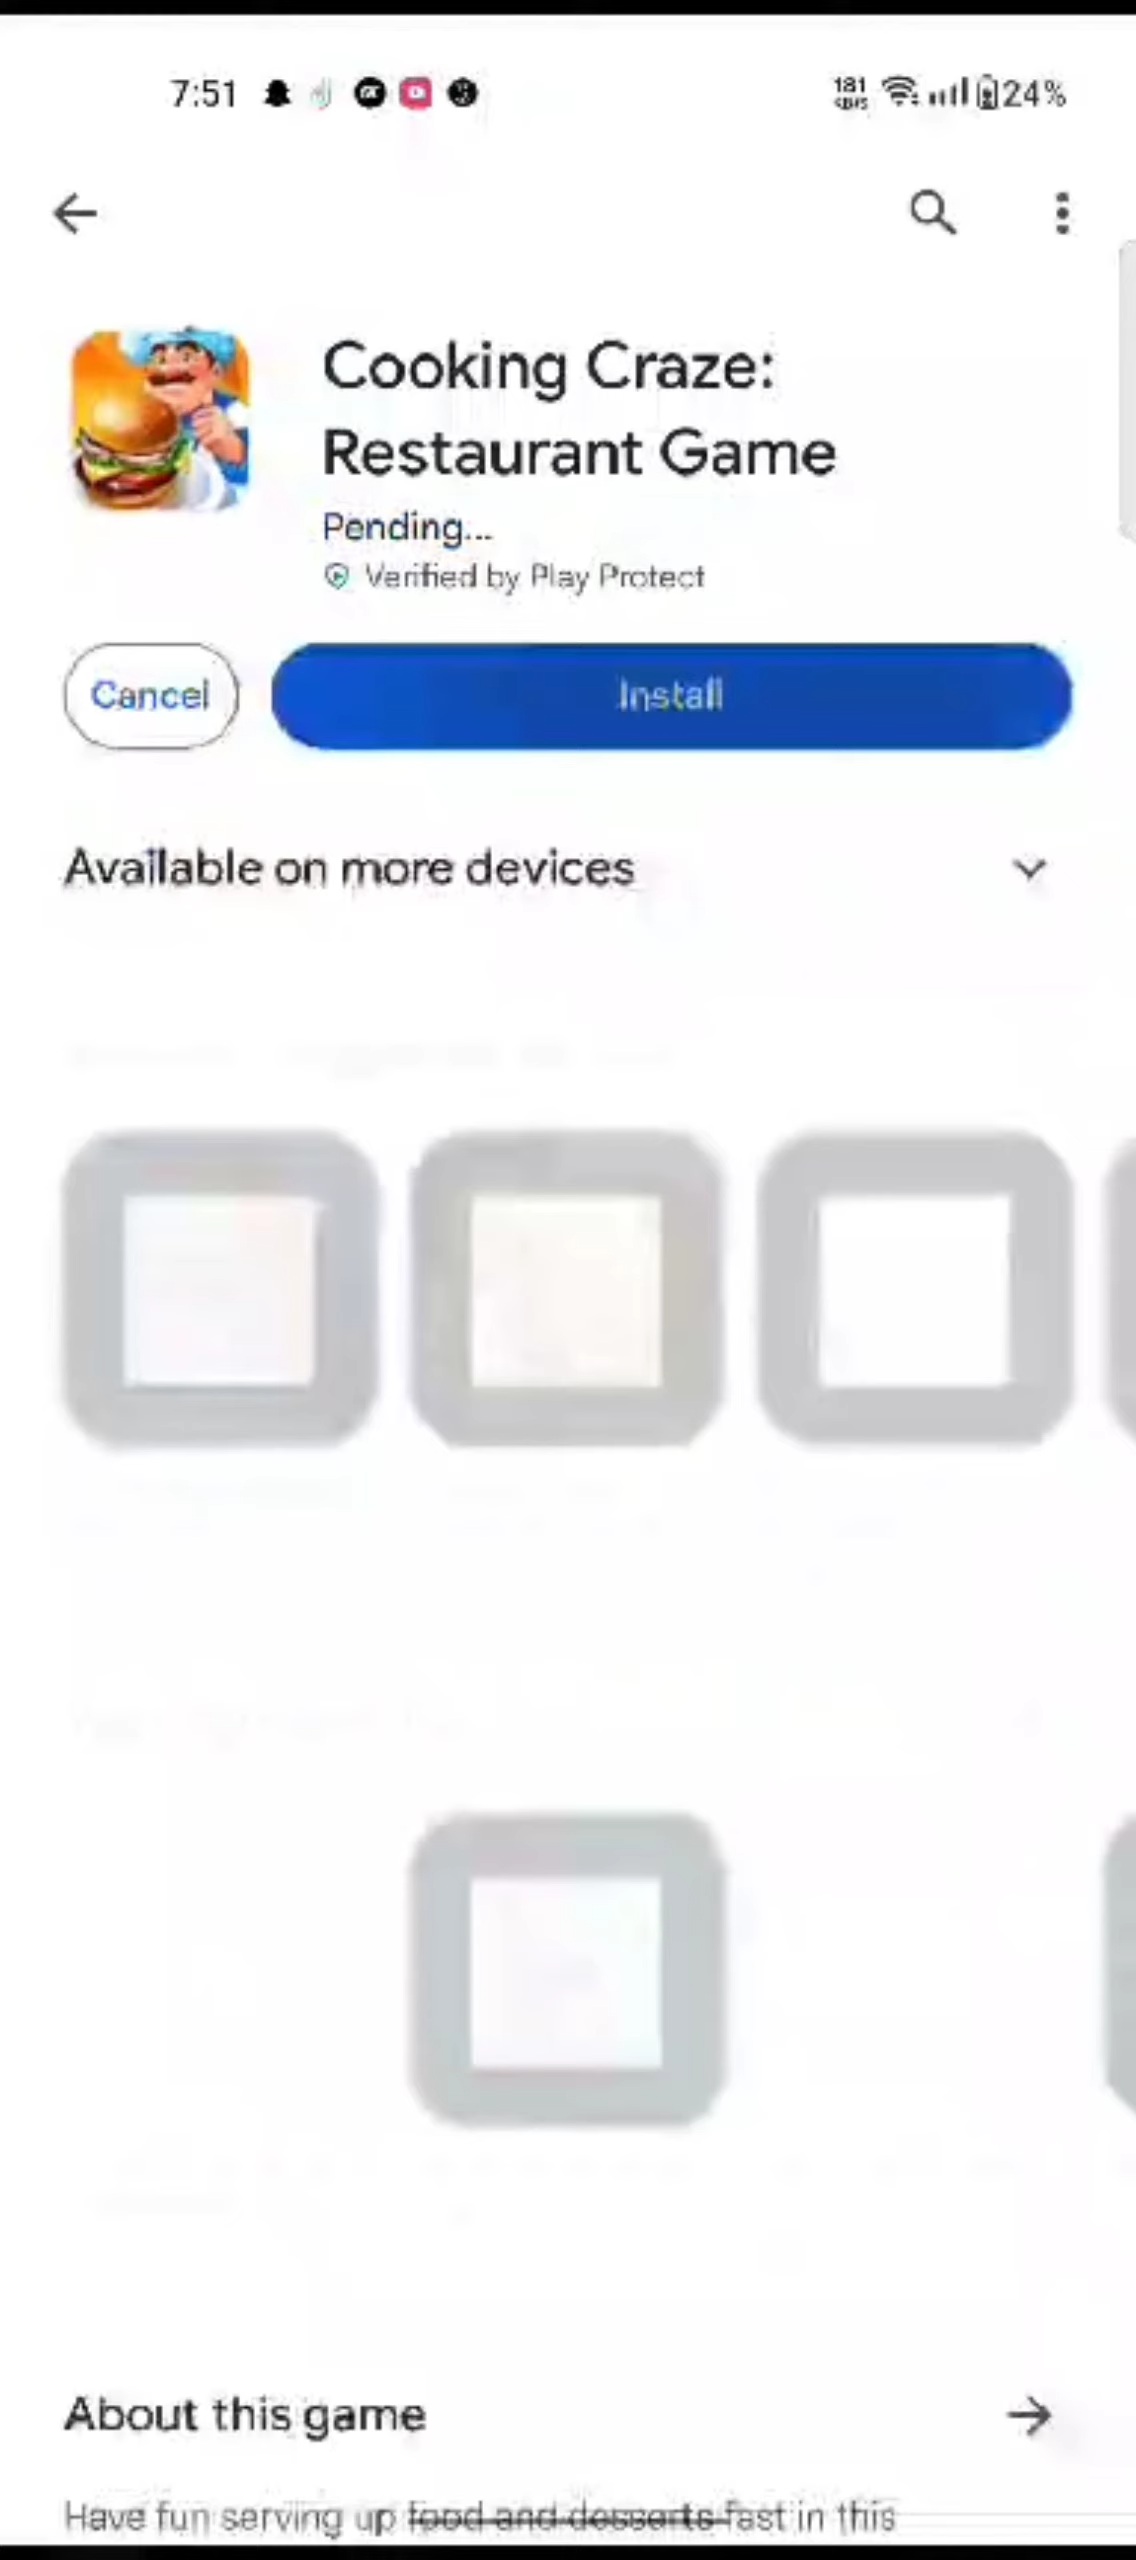 7:51
181
24%
Cooking Craze:
Restaurant Game
Pending...
Verified by Play Protect
Cancel
Install
Available on more devices
About this game
Have fun serving up food and desserts fast in this